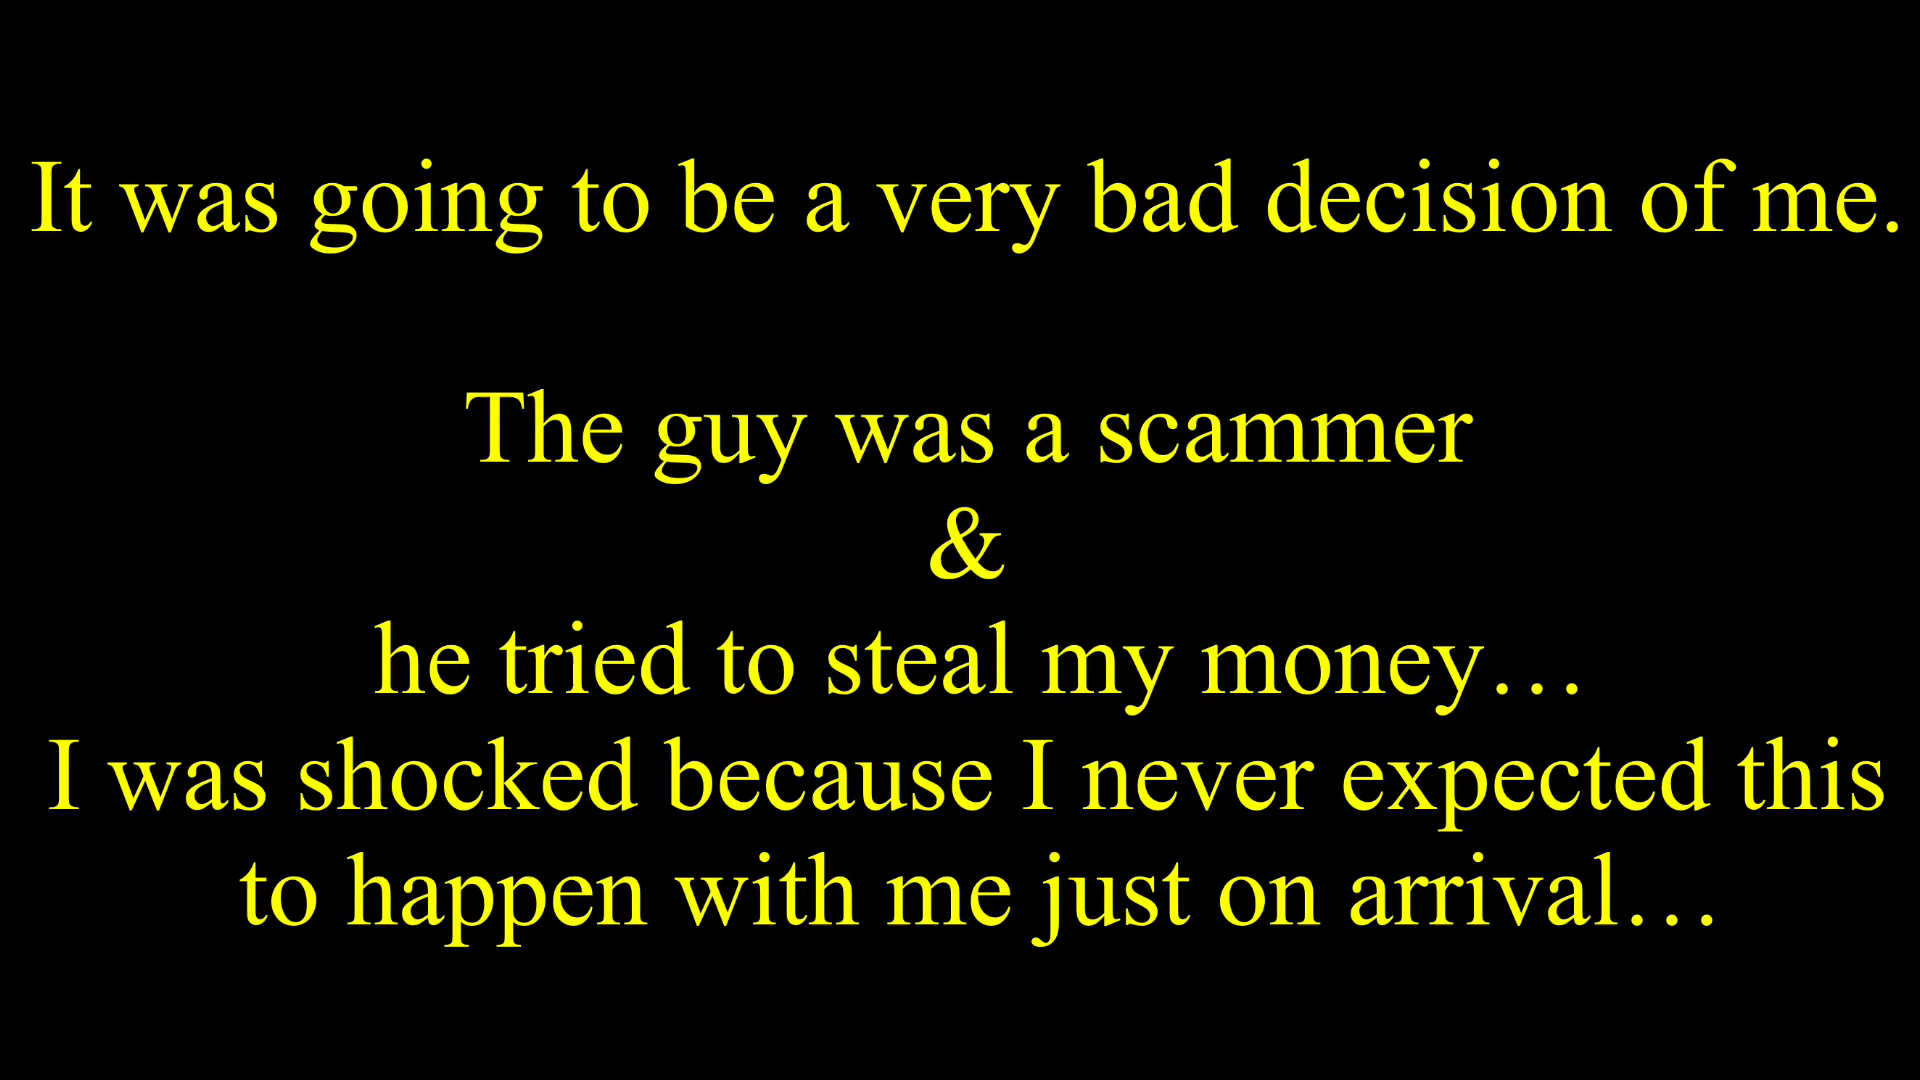 It was going to be a very bad decision of me.
The guy was a scammer
&
he tried to steal my money…
I was shocked because I never expected this
to happen with me just on arrival…